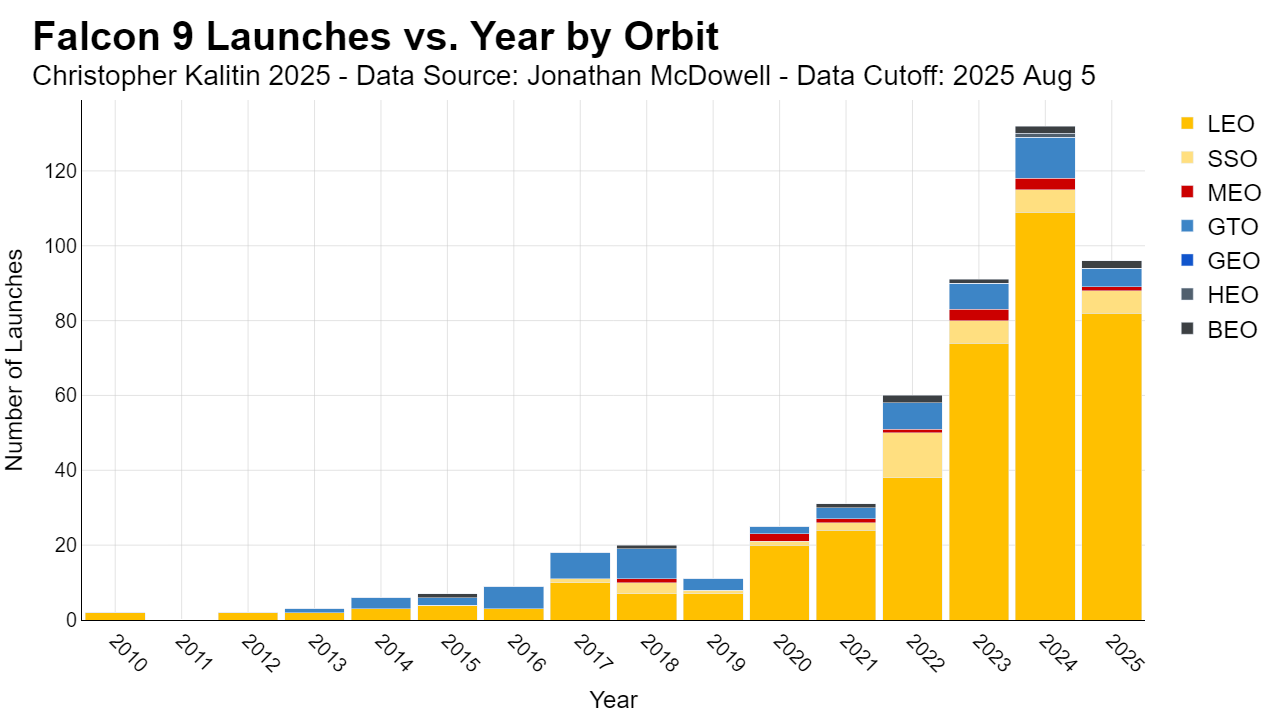 Falcon 9 Launches vs. Year by Orbit
Christopher Kalitin 2025 - Data Source: Jonathan McDowell - Data Cutoff: 2025 Aug 5
Number of Launches
120
100
80
60
40
20
0
2010
2011
2012
2013
2014
2015
2016
2017
2018
2019
2020
2021
2022
2023
2024
2025
Year
LEO
SSO
MEO
GTO
GEO
HEO
BEO